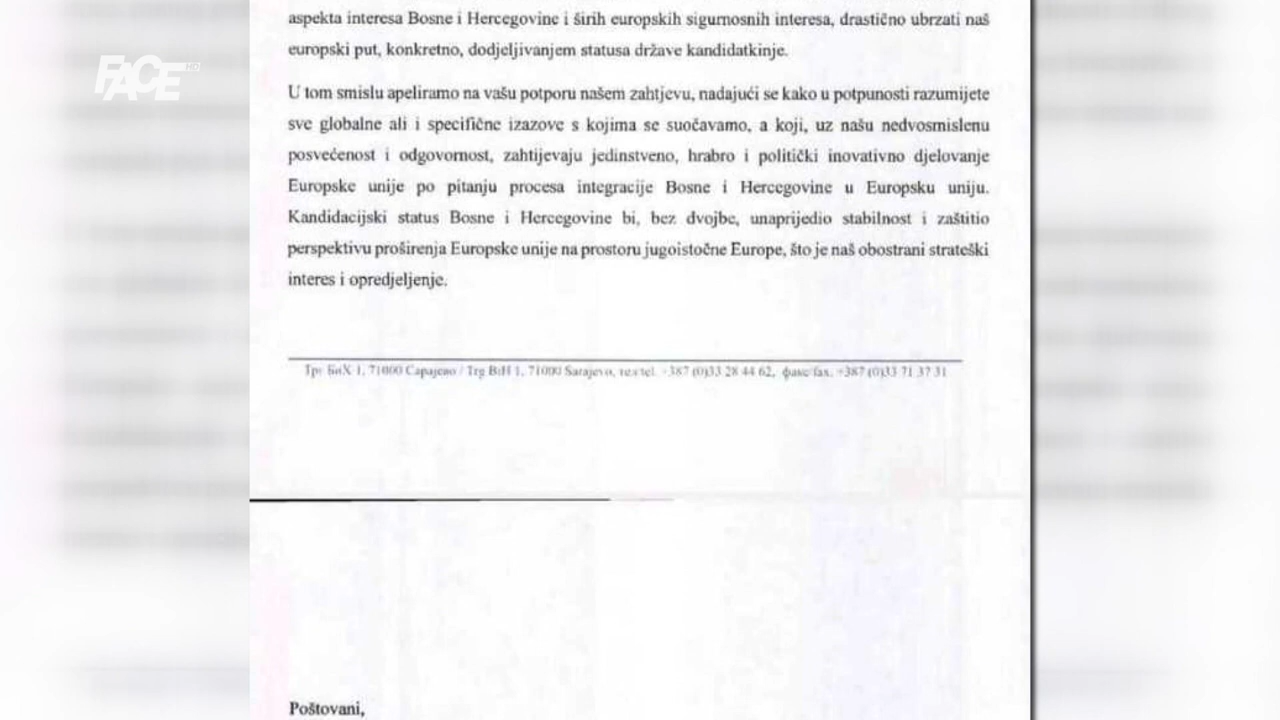 FACE HD
aspekta interesa Bosne i Hercegovine i širih europskih sigurnosnih interesa, drastično ubrzati naš
europski put, konkretno, dodjeljivanjem statusa države kandidatkinje.
U tom smislu apeliramo na vašu potporu našem zahtjevu, nadajući se kako u potpunosti razumijete
sve globalne ali i specifične izazove s kojima se suočavamo, a koji, uz našu nedvosmislenu
posvećenost i odgovornost, zahtijevaju jedinstveno, hrabro i politički inovativno djelovanje
Europske unije po pitanju procesa integracije Bosne i Hercegovine u Europsku uniju.
Kandidacijski status Bosne i Hercegovine bi, bez dvojbe, unaprijedio stabilnost i zaštitio
perspektivu proširenja Europske unije na prostoru jugoistočne Europe, što je naš obostrani strateški
interes i opredjeljenje.
Трг БиХ 1, 71000 Сарајево / Trg BiH 1, 71000 Sarajevo, тел/tel. +387 (0)33 28 44 62, факс/fax. +387 (0)33 71 37 31
Poštovani,